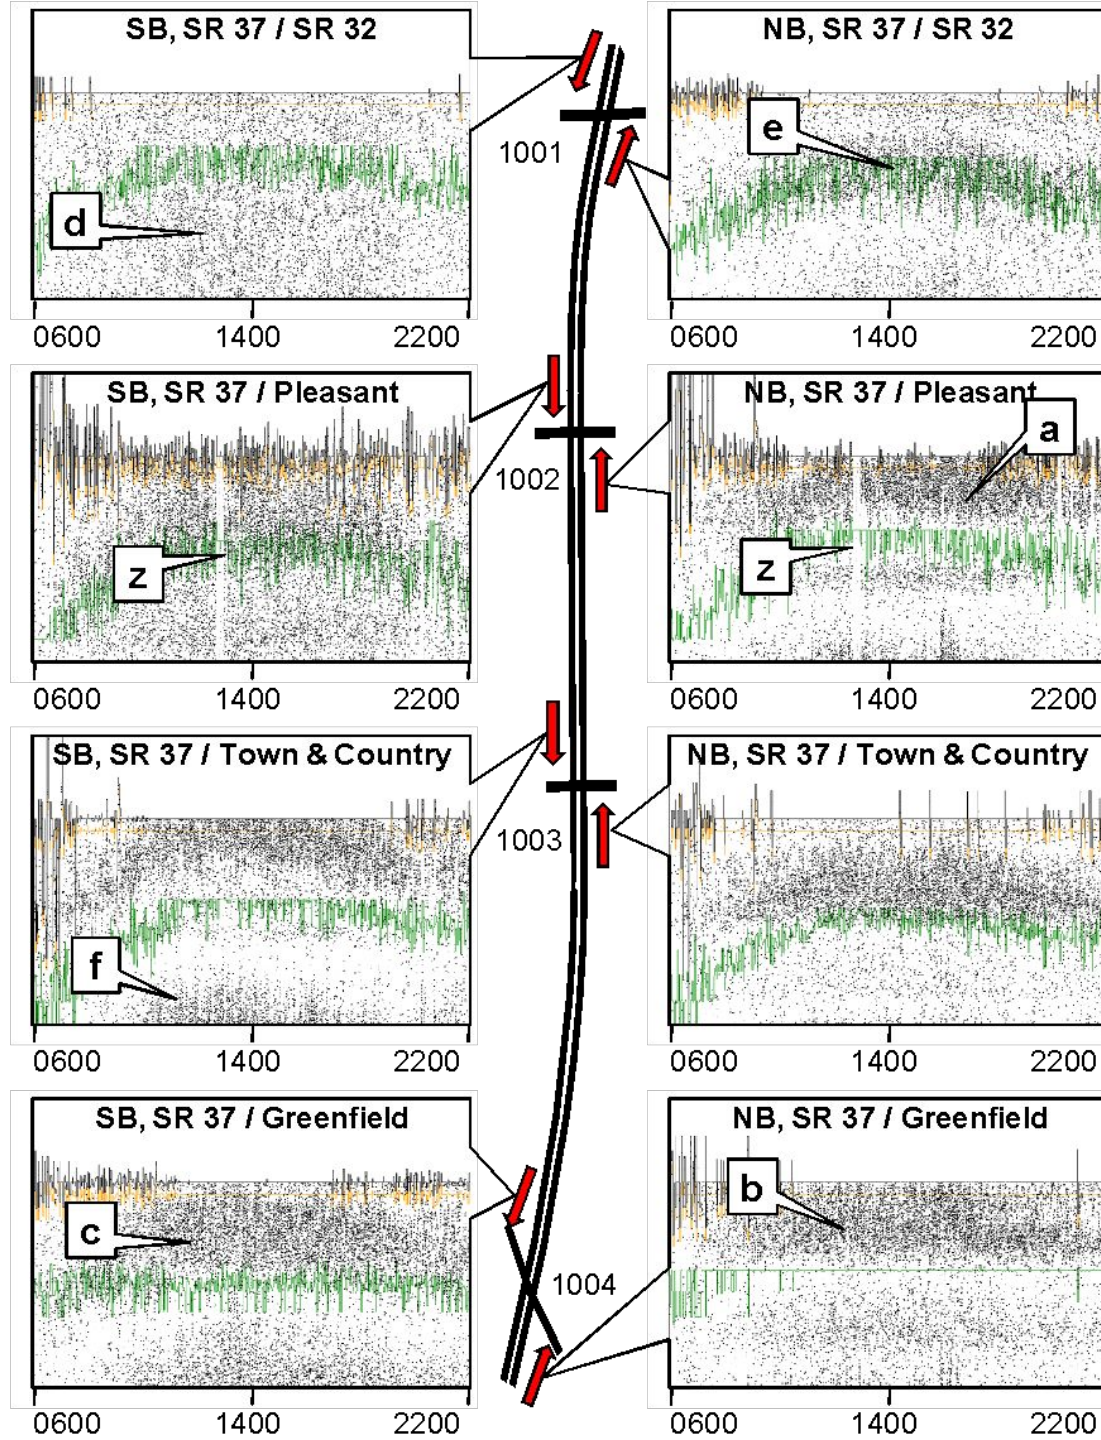 SB, SR 37 / SR 32
d
0600 1400 2200
NB, SR 37 / SR 32
e
0600 1400 2200
1001
SB, SR 37 / Pleasant
z
0600 1400 2200
NB, SR 37 / Pleasant
a
z
0600 1400 2200
1002
SB, SR 37 / Town & Country
f
0600 1400 2200
NB, SR 37 / Town & Country
0600 1400 2200
1003
SB, SR 37 / Greenfield
c
0600 1400 2200
NB, SR 37 / Greenfield
b
0600 1400 2200
1004